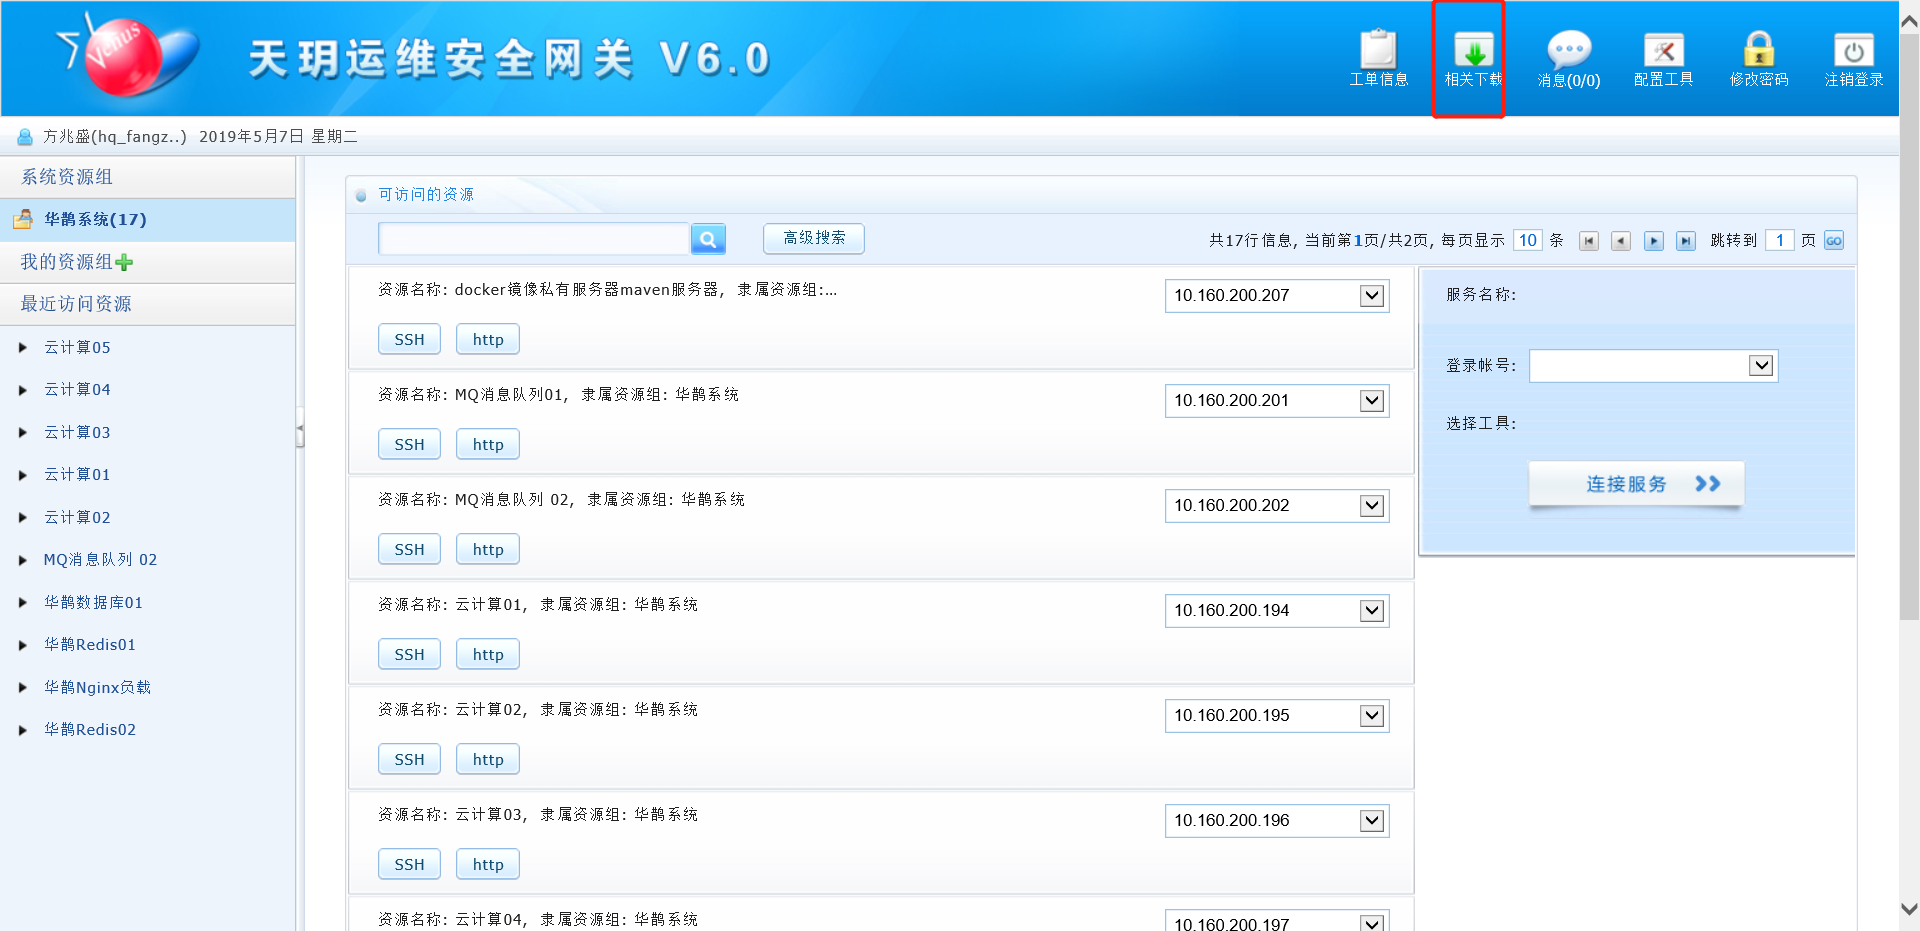 Venus
天玥运维安全网关 V6.0
工单信息
相关下载
消息(0/0)
配置工具
修改密码
注销登录
方兆盛(hq_fangz..) 2019年5月7日 星期二
系统资源组
华鹊系统(17)
我的资源组
最近访问资源
云计算05
云计算04
云计算03
云计算01
云计算02
MQ消息队列 02
华鹊数据库01
华鹊Redis01
华鹊Nginx负载
华鹊Redis02
可访问的资源
高级搜索
共17行信息, 当前第1页/共2页, 每页显示 10 条
跳转到 1 页 GO
资源名称: docker镜像私有服务器maven服务器, 隶属资源组:...
10.160.200.207
SSH http
资源名称: MQ消息队列01, 隶属资源组: 华鹊系统
10.160.200.201
SSH http
资源名称: MQ消息队列 02, 隶属资源组: 华鹊系统
10.160.200.202
SSH http
资源名称: 云计算01, 隶属资源组: 华鹊系统
10.160.200.194
SSH http
资源名称: 云计算02, 隶属资源组: 华鹊系统
10.160.200.195
SSH http
资源名称: 云计算03, 隶属资源组: 华鹊系统
10.160.200.196
SSH http
资源名称: 云计算04, 隶属资源组: 华鹊系统
10.160.200.197
服务名称:
登录帐号:
选择工具:
连接服务